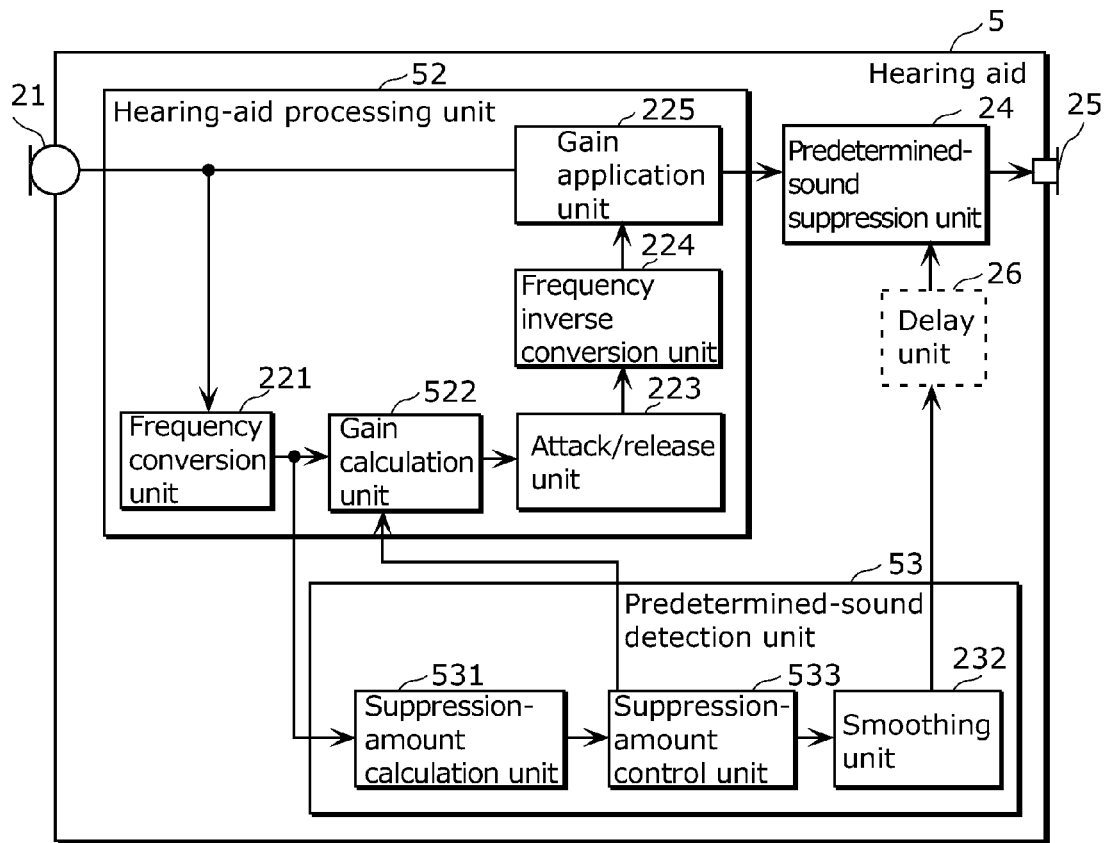 5
Hearing aid
52
21
Hearing-aid processing unit
225
Gain
application
unit
24
Predetermined-
sound
suppression unit
25
224
Frequency
inverse
conversion unit
26
Delay
unit
221
Frequency
conversion
unit
522
Gain
calculation
unit
223
Attack/release
unit
53
Predetermined-sound
detection unit
531
Suppression-
amount
calculation unit
533
Suppression-
amount
control unit
232
Smoothing
unit